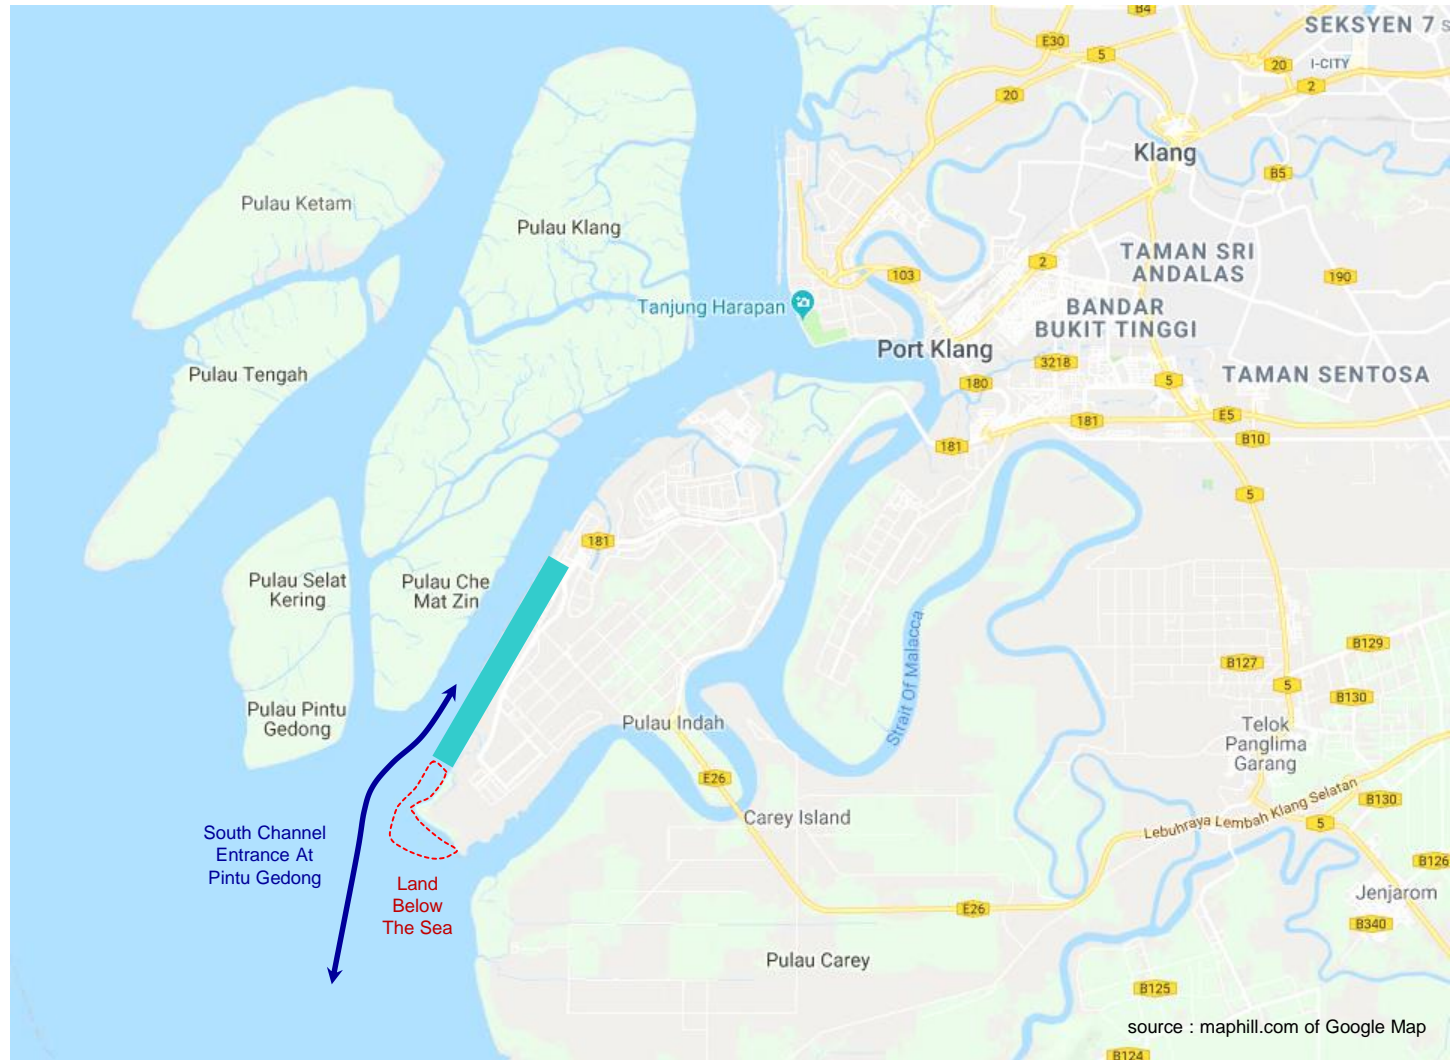 B4
SEKSYEN 7 S
E30
5
20
I-CITY
2
20
Klang
B5
Pulau Ketam
Pulau Klang
TAMAN SRI
ANDALAS
2
103
190
Tanjung Harapan
BANDAR
BUKIT TINGGI
Port Klang
3218
180
5
TAMAN SENTOSA
Pulau Tengah
E5
181
B10
181
5
181
Pulau Selat
Kering
Pulau Che
Mat Zin
Strait Of Malacca
B129
B127
5
B130
Pulau Pintu
Gedong
Pulau Indah
Telok
Panglima
Garang
E26
B130
Carey Island
Lebuhraya Lembah Klang Selatan
5
South Channel
Entrance At
Pintu Gedong
Land
Below
The Sea
B126
Jenjarom
E26
B340
Pulau Carey
B125
source : maphill.com of Google Map
B124